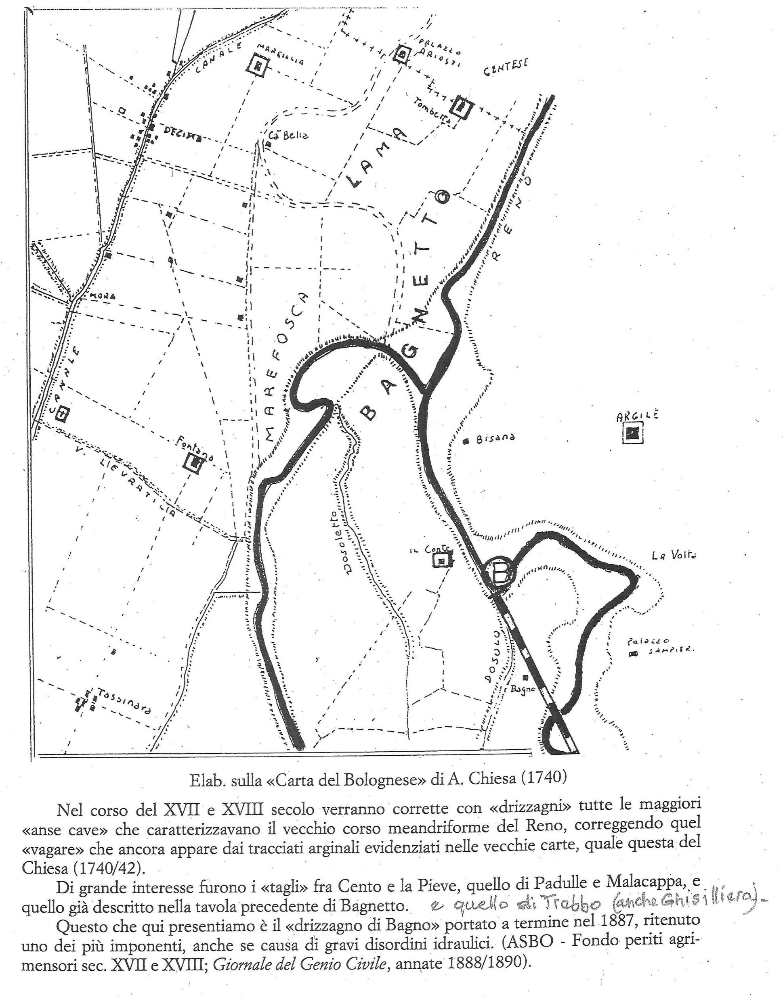 CANALE
MARSIGLIA
PALAZZO
ARIOSTI
CENTESE
Tombetta
DECIMA
Cà Bella
LAMA
RENO
MORA
MAREFOSCA
BAGNETTO
CANALE
Fontana
V. LIEVRATILIA
Bisana
ARGILE
Dosoletto
IL Conte
B
La Volta
Palazzo
SAMPIER.
DOSOLO
Bagno
Tassinara
Elab. sulla «Carta del Bolognese» di A. Chiesa (1740)
Nel corso del XVII e XVIII secolo verranno corrette con «drizzagni» tutte le maggiori
«anse cave» che caratterizzavano il vecchio corso meandriforme del Reno, correggendo quel
«vagare» che ancora appare dai tracciati arginali evidenziati nelle vecchie carte, quale questa del
Chiesa (1740/42).
Di grande interesse furono i «tagli» fra Cento e la Pieve, quello di Padulle e Malacappa, e
quello già descritto nella tavola precedente di Bagnetto. e quello di Trebbo (anche Ghisilliera)-
Questo che qui presentiamo è il «drizzagno di Bagno» portato a termine nel 1887, ritenuto
uno dei più imponenti, anche se causa di gravi disordini idraulici. (ASBO - Fondo periti agri-
mensori sec. XVII e XVIII; Giornale del Genio Civile, annate 1888/1890).